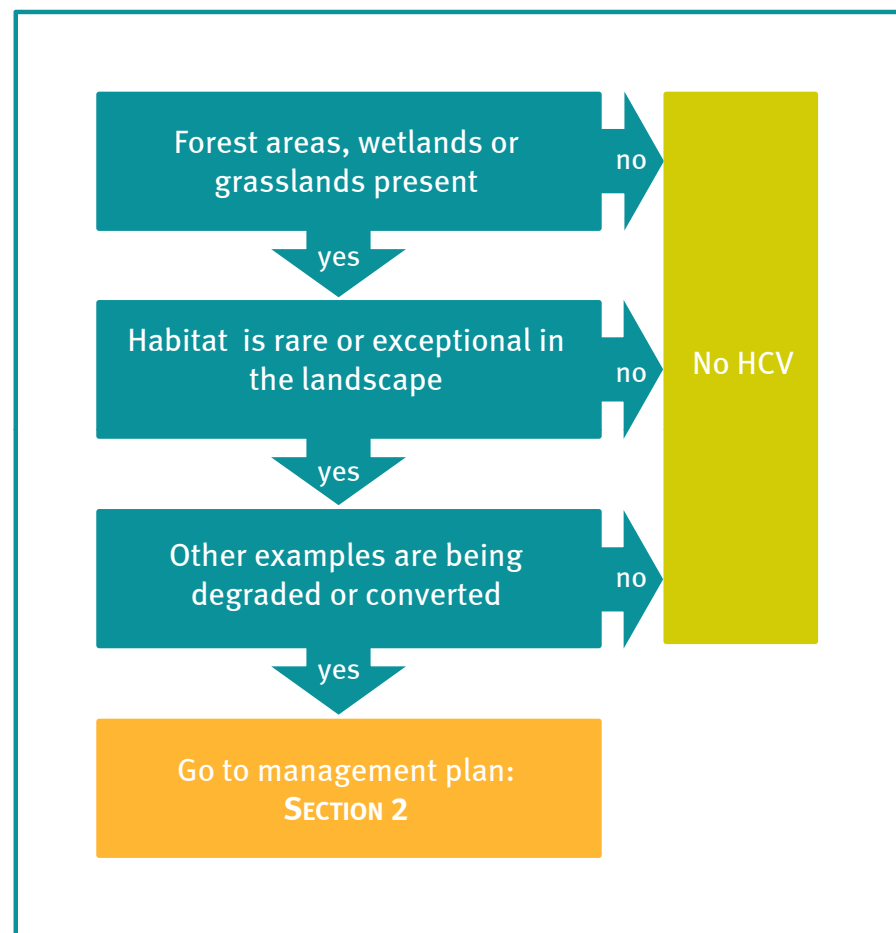 Forest areas, wetlands or
grasslands present
no
yes
Habitat is rare or exceptional in
the landscape
no
No HCV
yes
Other examples are being
degraded or converted
no
yes
Go to management plan:
SECTION 2